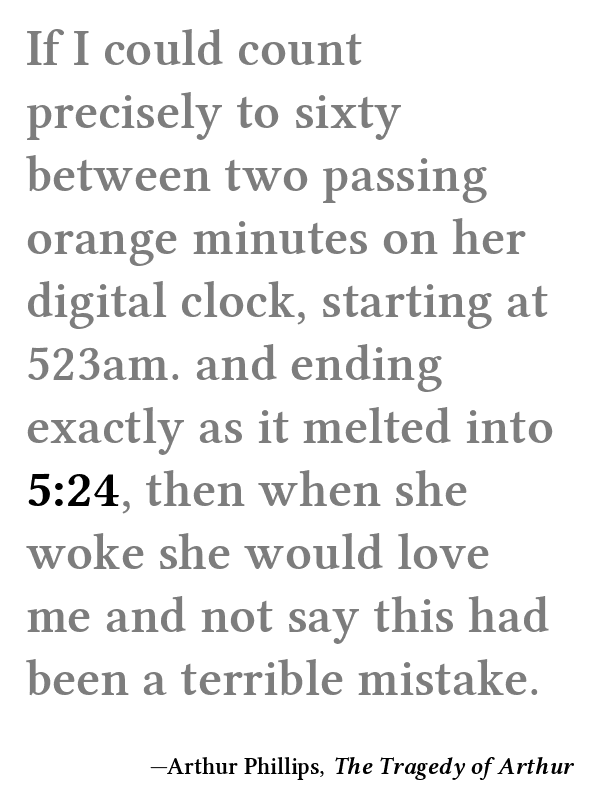 If I could count
precisely to sixty
between two passing
orange minutes on her
digital clock, starting at
523am. and ending
exactly as it melted into
5:24, then when she
woke she would love
me and not say this had
been a terrible mistake.
—Arthur Phillips, The Tragedy of Arthur